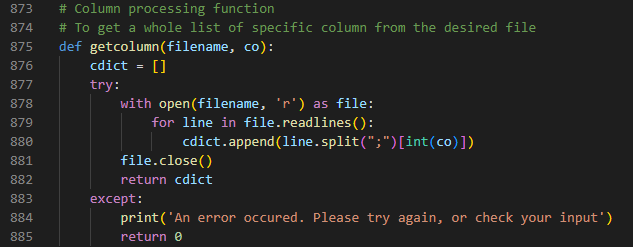 873 # Column processing function
874 # To get a whole list of specific column from the desired file
875 def getcolumn(filename, co):
876     cdict = []
877     try:
878         with open(filename, 'r') as file:
879             for line in file.readlines():
880                 cdict.append(line.split(";")[int(co)])
881         file.close()
882         return cdict
883     except:
884         print('An error occured. Please try again, or check your input')
885         return 0